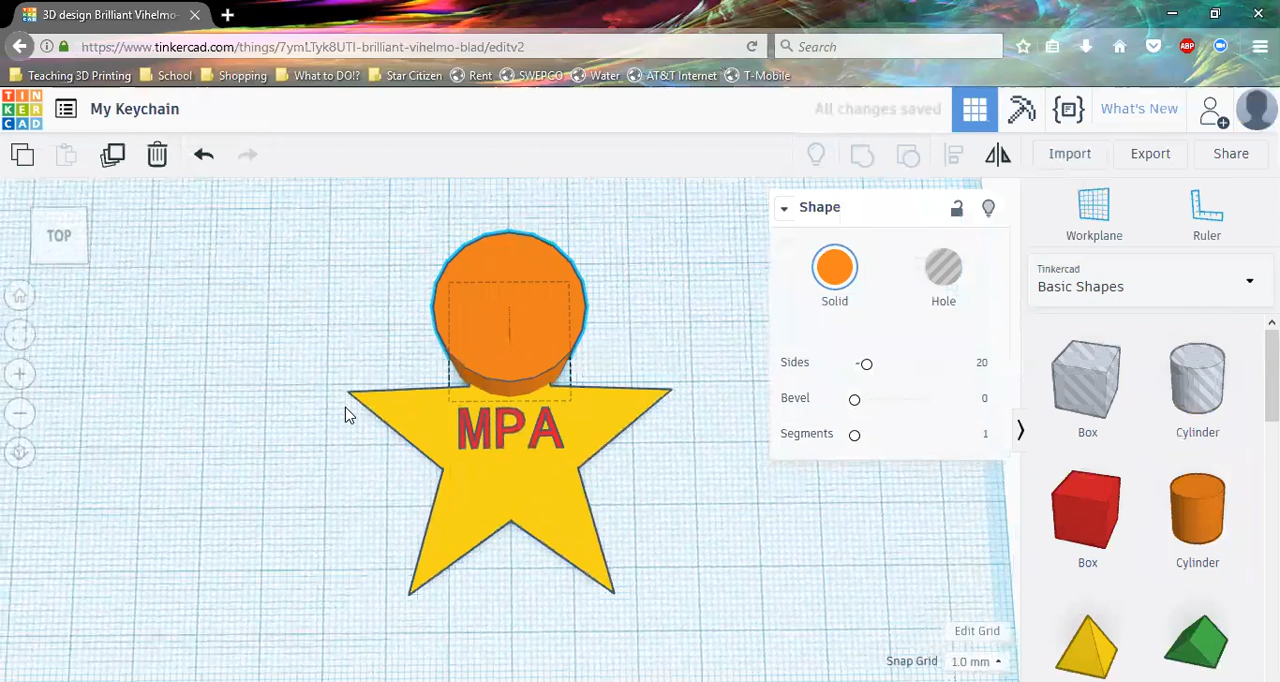 3D design Brilliant Vihelmo-
https://www.tinkercad.com/things/7ymLTyk8UTI-brilliant-vihelmo-blad/editv2
Search
ABP
Teaching 3D Printing School Shopping What to DO!? Star Citizen Rent SWEPCO Water AT&T Internet T-Mobile
TIN
KER
CAD
My Keychain
All changes saved
What's New
Import Export Share
TOP
Shape
Solid Hole
Sides 20
Bevel 0
Segments 1
MPA
Workplane Ruler
Tinkercad
Basic Shapes
Box Cylinder
Box Cylinder
Edit Grid
Snap Grid 1.0 mm